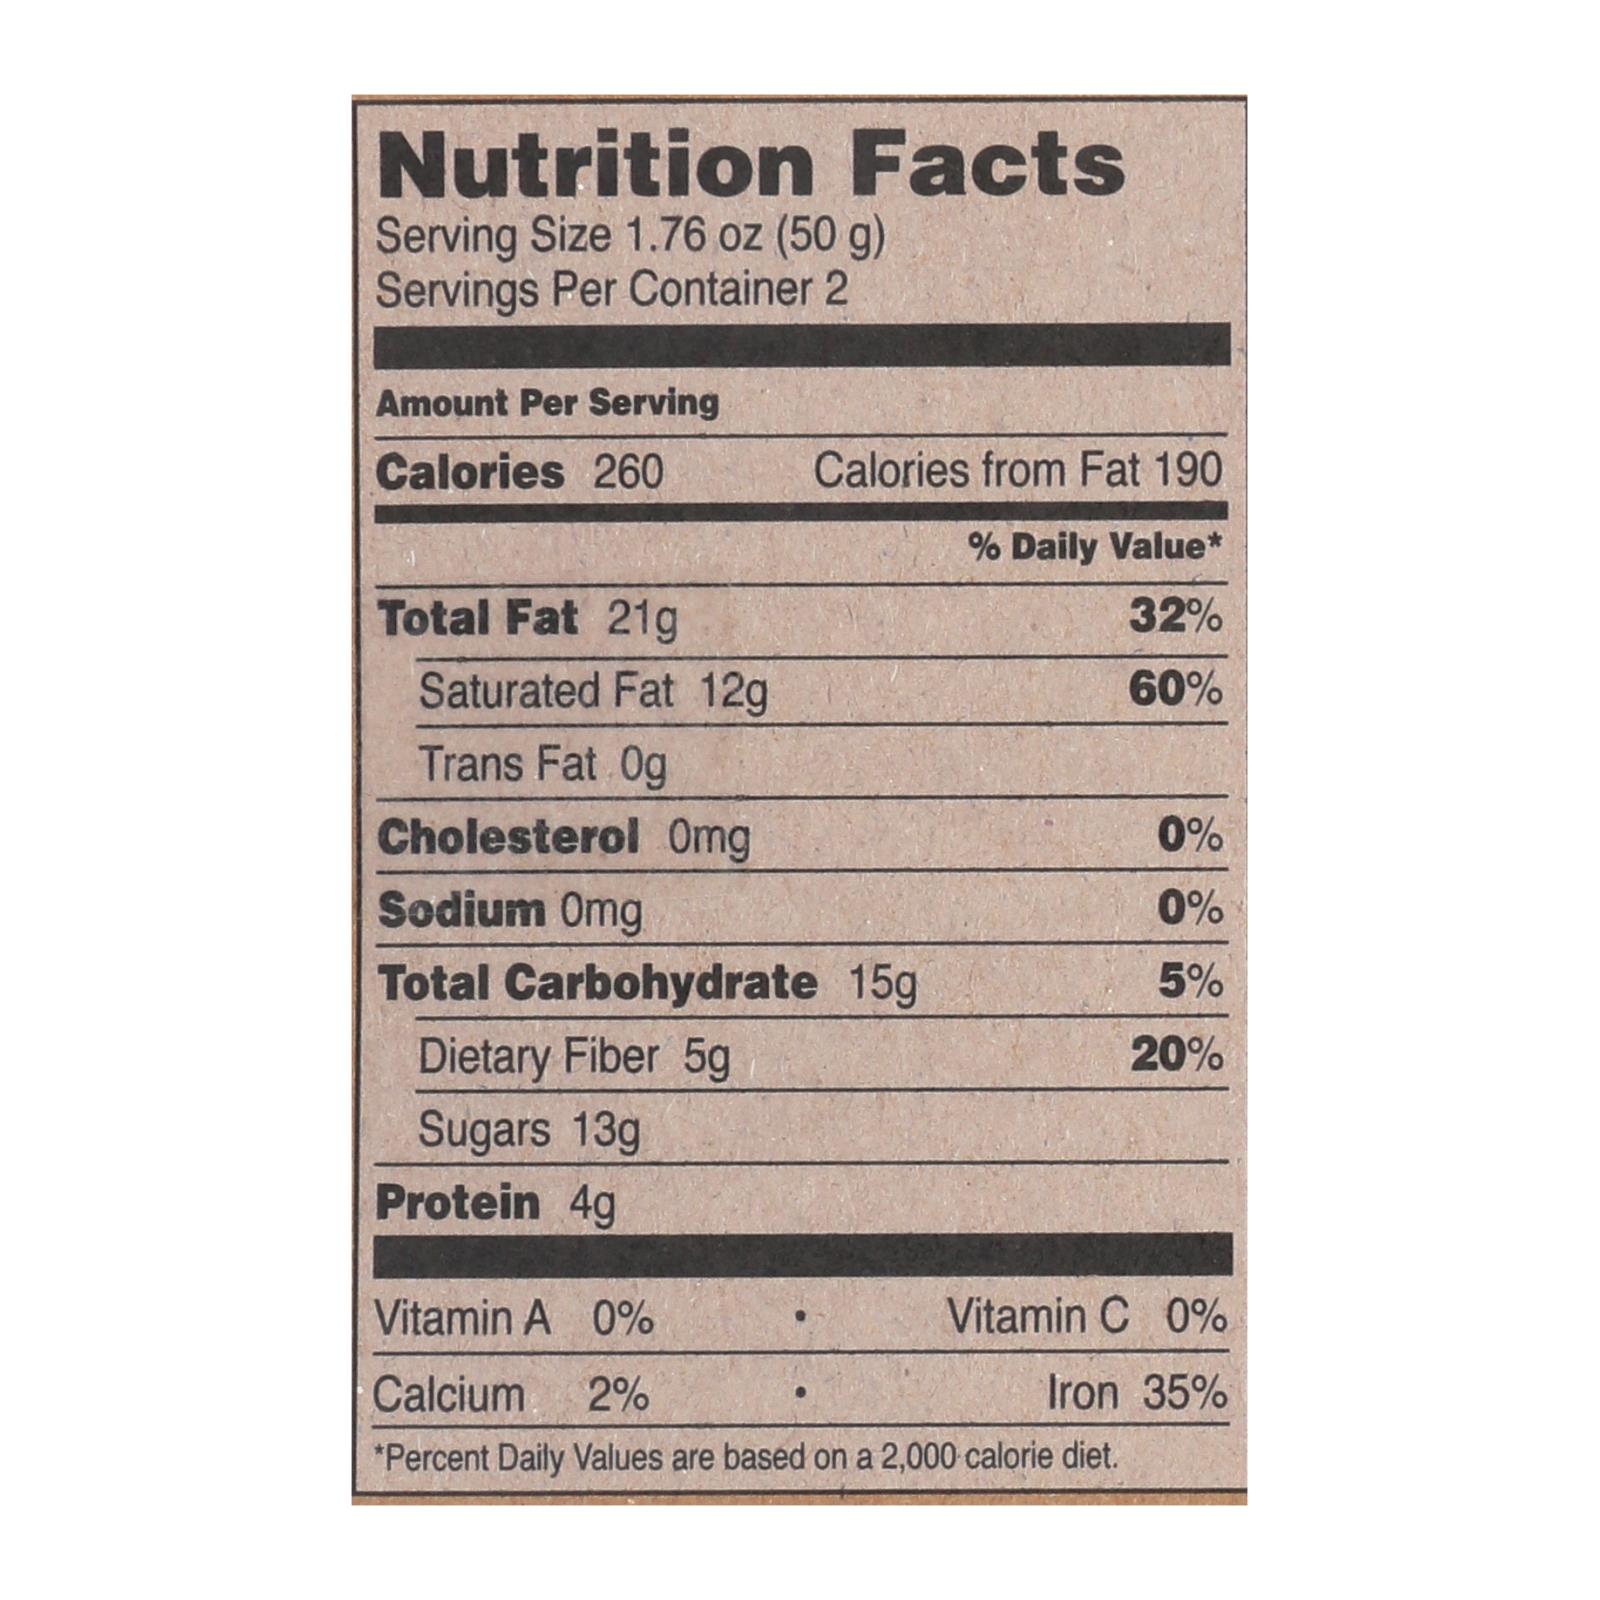 Nutrition Facts
Serving Size 1.76 oz (50 g)
Servings Per Container 2
Amount Per Serving
Calories 260 Calories from Fat 190
% Daily Value*
Total Fat 21g 32%
Saturated Fat 12g 60%
Trans Fat 0g
Cholesterol 0mg 0%
Sodium 0mg 0%
Total Carbohydrate 15g 5%
Dietary Fiber 5g 20%
Sugars 13g
Protein 4g
Vitamin A 0% • Vitamin C 0%
Calcium 2% • Iron 35%
*Percent Daily Values are based on a 2,000 calorie diet.